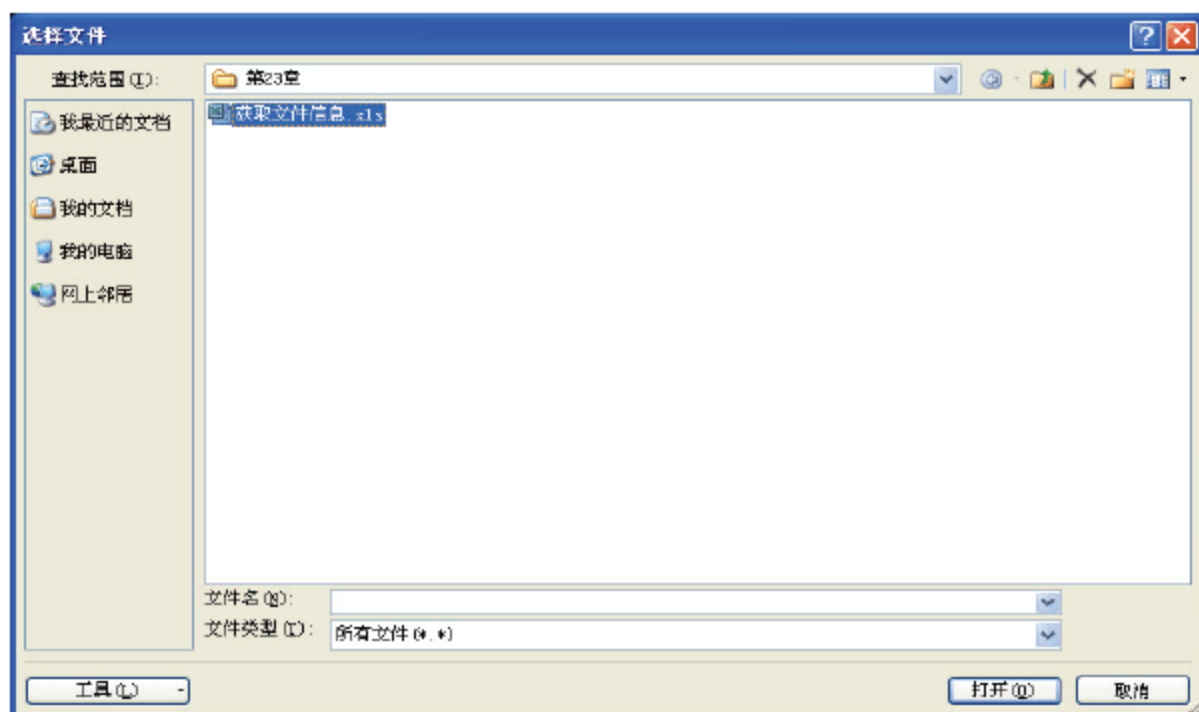 选择文件
查找范围(I):
第23章
我最近的文档
桌面
我的文档
我的电脑
网上邻居
获取文件信息.xls
文件名(N):
文件类型(T):
所有文件(*.*)
工具(L)
打开(O)
取消